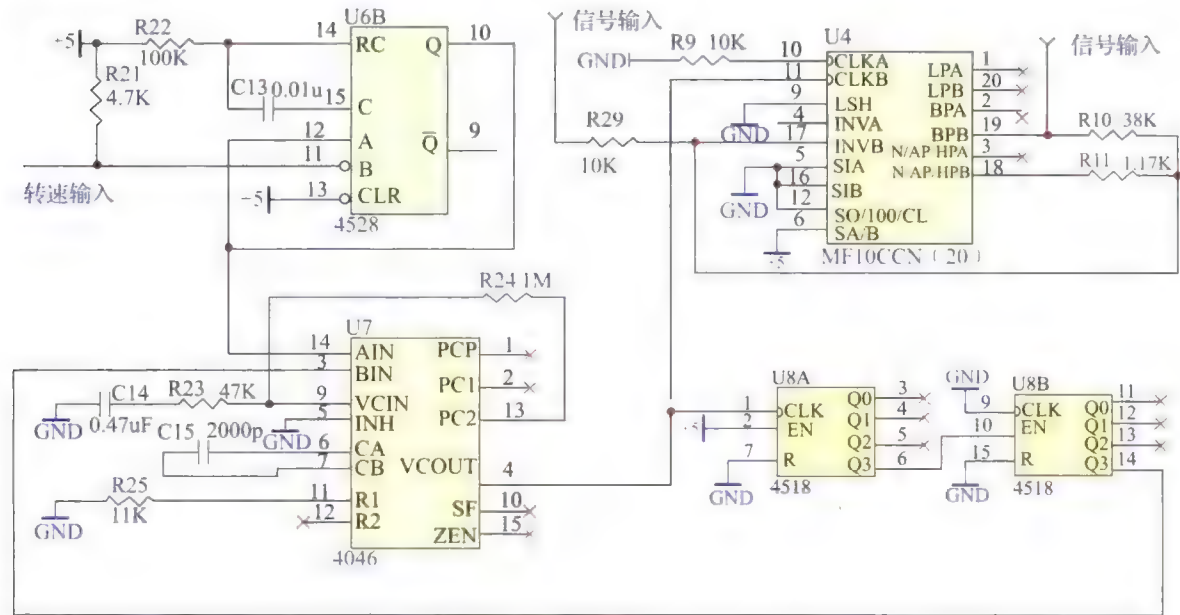 U6B
+5
R22
100K
14
RC
Q
10
R21
4.7K
C13
0.01u
15
C
12
A
Q
9
11
B
转速输入
+5
13
CLR
4528
信号输入
R9
10K
GND
10
CLKA
11
CLKB
9
LSH
GND
4
INVA
17
INVB
R29
10K
5
SIA
16
SIB
GND
12
SO/100/CL
6
SA/B
+5
U4
MF10CCN(20)
LPA
1
LPB
20
BPA
2
BPB
19
N/AP/HPA
3
N/AP/HPB
18
信号输入
R10
38K
R11
1.17K
R24
1M
U7
14
AIN
3
BIN
9
VCIN
5
INH
6
CA
7
CB
11
R1
12
R2
4046
PCP
1
PC1
2
PC2
13
VCOUT
4
SF
10
ZEN
15
GND
C14
0.47uF
R23
47K
GND
C15
2000p
GND
R25
11K
U8A
1
CLK
+5
2
EN
7
R
GND
4518
Q0
3
Q1
4
Q2
5
Q3
6
U8B
GND
9
CLK
10
EN
15
R
GND
4518
Q0
11
Q1
12
Q2
13
Q3
14